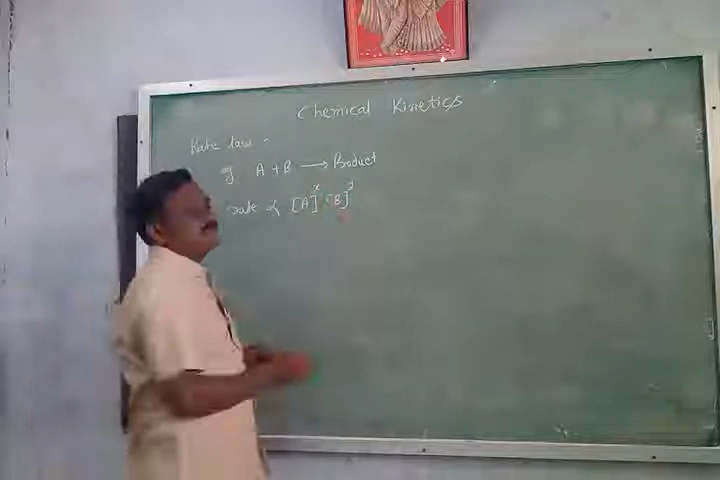 Chemical Kinetics
Rate law -
eg A + B ⟶ Product
rate ∝ [A]^x [B]^y